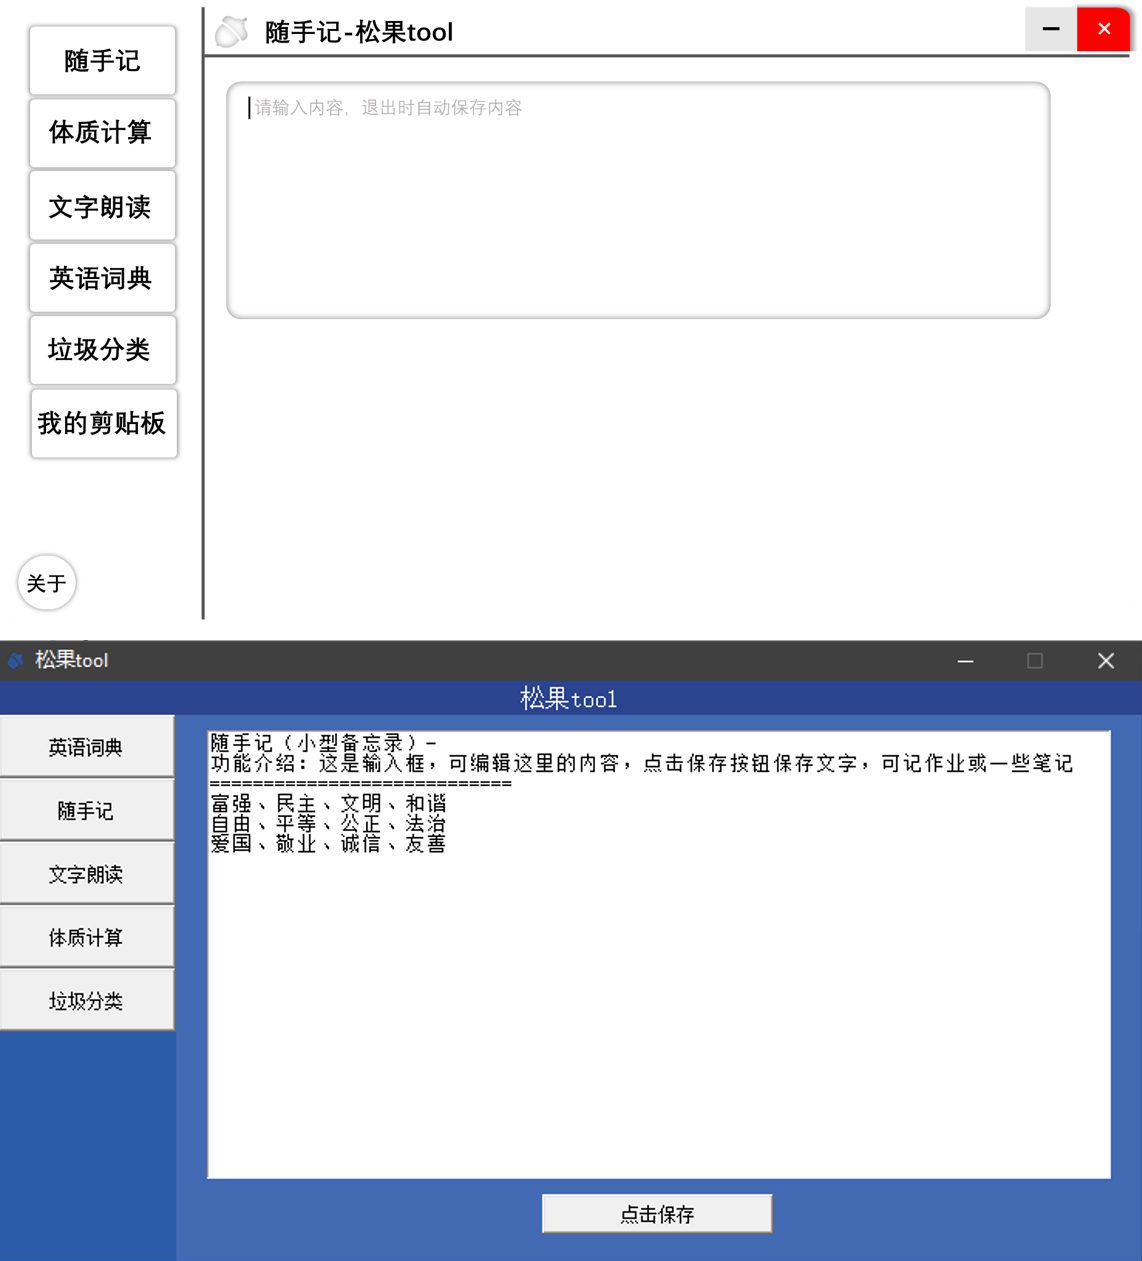 随手记
体质计算
文字朗读
英语词典
垃圾分类
我的剪贴板
关于
随手记-松果tool
请输入内容，退出时自动保存内容
松果tool
松果tool
英语词典
随手记
文字朗读
体质计算
垃圾分类
随手记（小型备忘录）-
功能介绍：这是输入框，可编辑这里的内容，点击保存按钮保存文字，可记作业或一些笔记
============================
富强、民主、文明、和谐
自由、平等、公正、法治
爱国、敬业、诚信、友善
点击保存